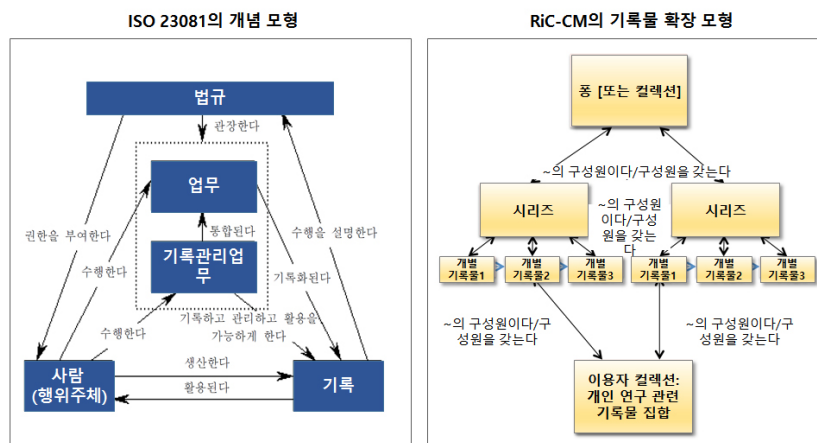 ISO 23081의 개념 모형
법규
관장한다
업무
권한을 부여한다
통합된다
수행을 설명한다
수행한다
기록관리업
무
기록화된다
수행한다
기록하고 관리하고 활용을
가능하게 한다
사람
(행위주체)
생산한다
활용된다
기록
RiC-CM의 기록물 확장 모형
퐁 [또는 컬렉션]
~의 구성원이다/구성원을 갖는다
시리즈
~의 구성원
이다/구성
원을 갖는
다
시리즈
개별
기록물1
개별
기록물2
개별
기록물3
개별
기록물1
개별
기록물2
개별
기록물3
~의 구성원이다/구
성원을 갖는다
~의 구성원이다/구
성원을 갖는다
이용자 컬렉션:
개인 연구 관련
기록물 집합